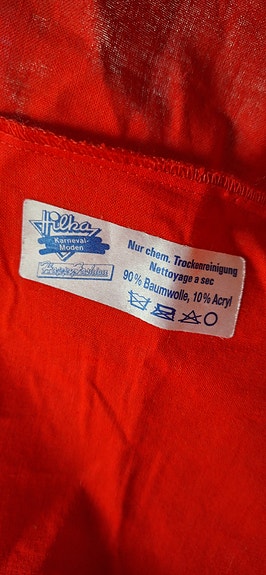 Hilka
Karneval-
Moden
Nur chem. Trockenreinigung
Nettoyage a sec
90% Baumwolle, 10% Acryl